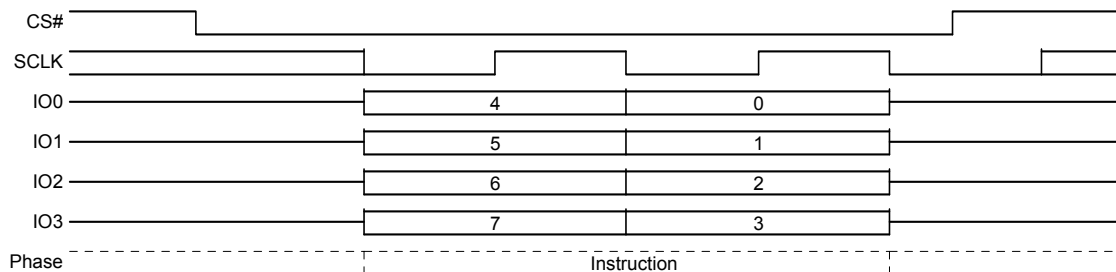 CS#
SCLK
IO0 4 0
IO1 5 1
IO2 6 2
IO3 7 3
Phase Instruction